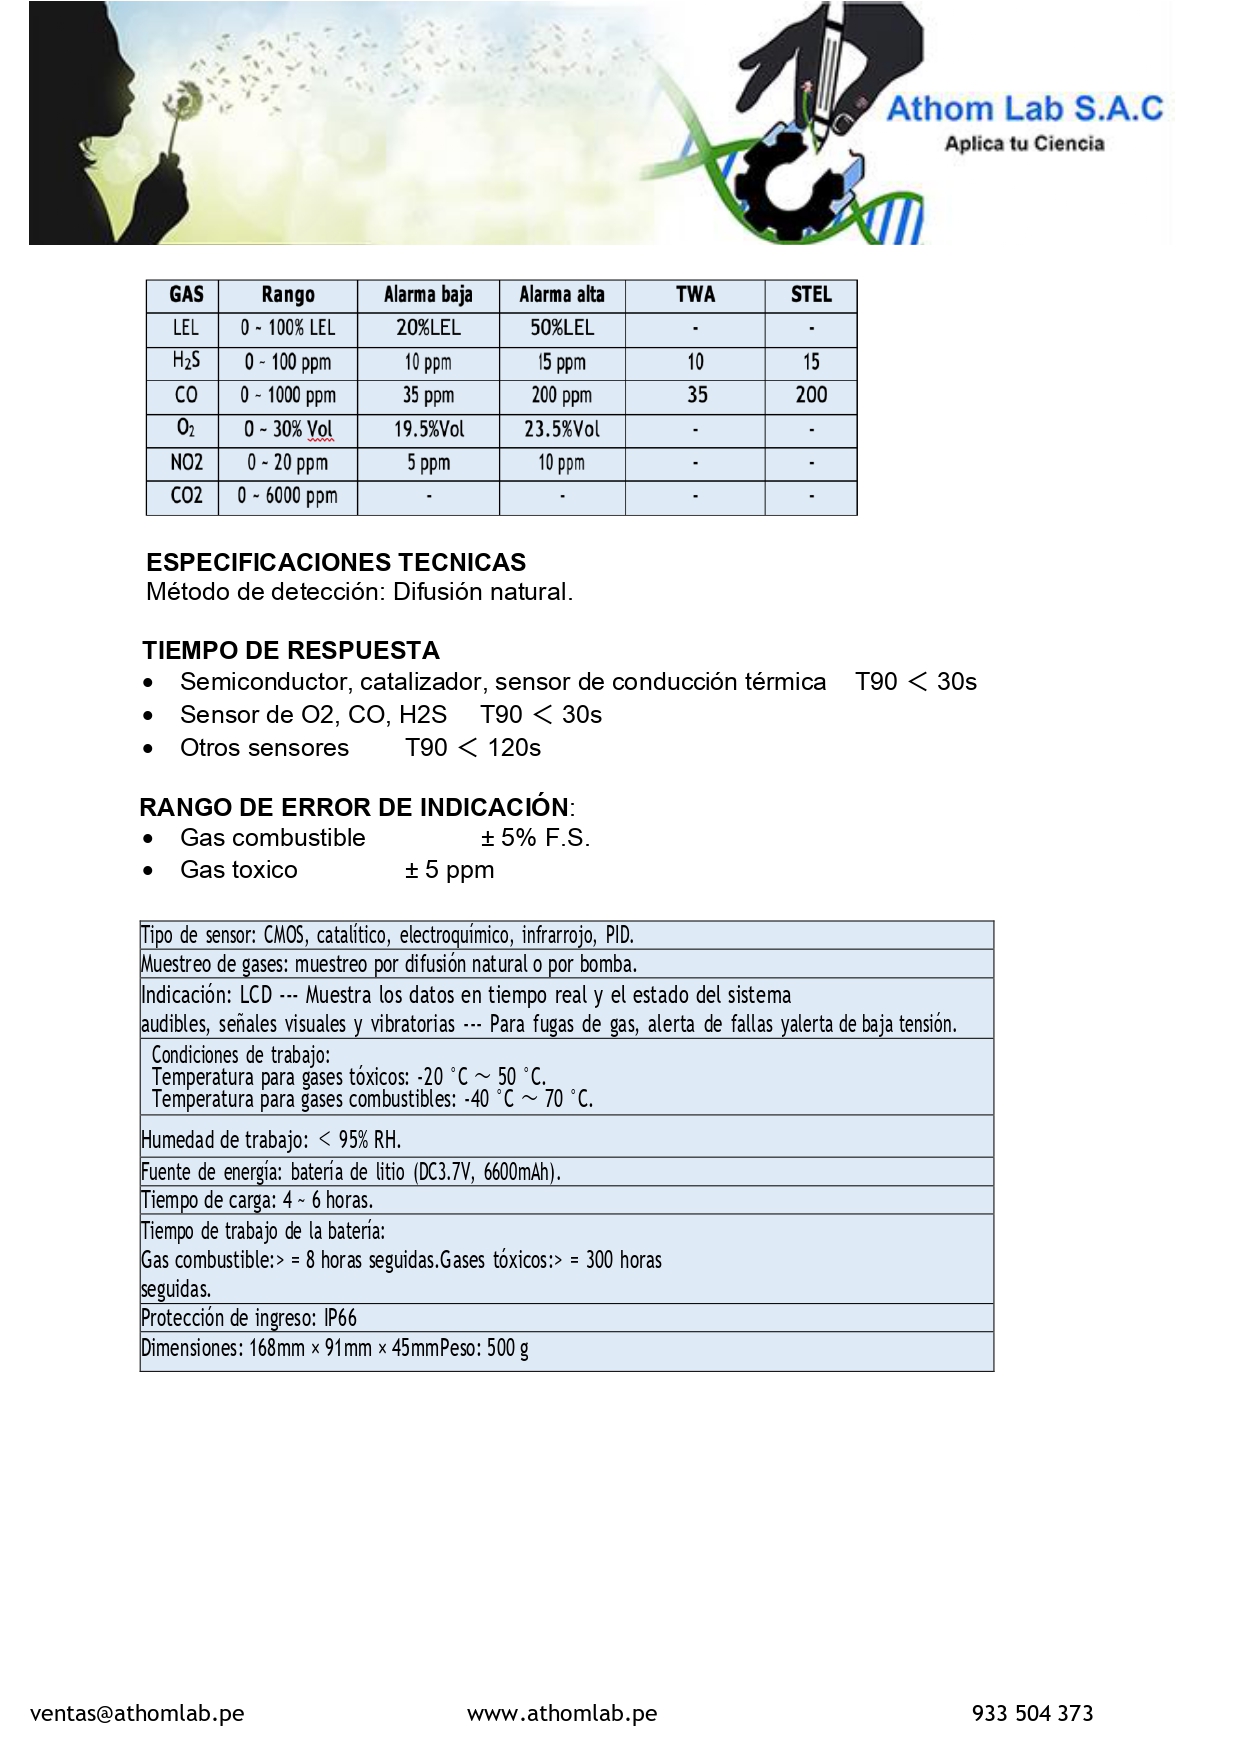 Athom Lab S.A.C
Aplica tu Ciencia
GAS Rango Alarma baja Alarma alta TWA STEL
LEL 0 ~ 100% LEL 20%LEL 50%LEL - -
H₂S 0 ~ 100 ppm 10 ppm 15 ppm 10 15
CO 0 ~ 1000 ppm 35 ppm 200 ppm 35 200
O₂ 0 ~ 30% Vol 19.5%Vol 23.5%Vol - -
NO2 0 ~ 20 ppm 5 ppm 10 ppm - -
CO2 0 ~ 6000 ppm - - - -
ESPECIFICACIONES TECNICAS
Método de detección: Difusión natural.
TIEMPO DE RESPUESTA
• Semiconductor, catalizador, sensor de conducción térmica T90 ＜ 30s
• Sensor de O2, CO, H2S T90 ＜ 30s
• Otros sensores T90 ＜ 120s
RANGO DE ERROR DE INDICACIÓN:
• Gas combustible ± 5% F.S.
• Gas toxico ± 5 ppm
Tipo de sensor: CMOS, catalítico, electroquímico, infrarrojo, PID.
Muestreo de gases: muestreo por difusión natural o por bomba.
Indicación: LCD --- Muestra los datos en tiempo real y el estado del sistema
audibles, señales visuales y vibratorias --- Para fugas de gas, alerta de fallas yalerta de baja tensión.
Condiciones de trabajo:
Temperatura para gases tóxicos: -20 °C ～ 50 °C.
Temperatura para gases combustibles: -40 °C ～ 70 °C.
Humedad de trabajo: ＜ 95% RH.
Fuente de energía: batería de litio (DC3.7V, 6600mAh).
Tiempo de carga: 4 ~ 6 horas.
Tiempo de trabajo de la batería:
Gas combustible:> = 8 horas seguidas.Gases tóxicos:> = 300 horas
seguidas.
Protección de ingreso: IP66
Dimensiones: 168mm × 91mm × 45mmPeso: 500 g
ventas@athomlab.pe www.athomlab.pe 933 504 373